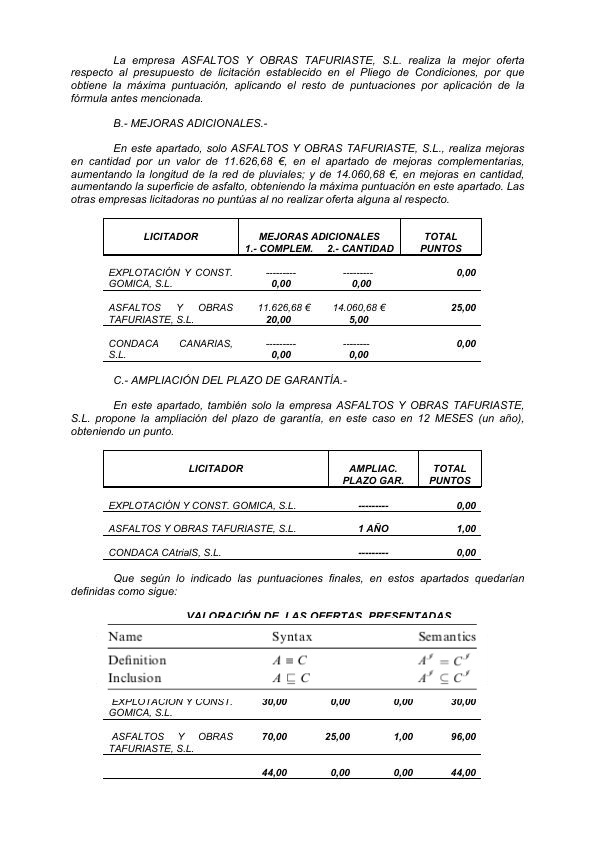 La empresa ASFALTOS Y OBRAS TAFURIASTE, S.L. realiza la mejor oferta
respecto al presupuesto de licitación establecido en el Pliego de Condiciones, por que
obtiene la máxima puntuación, aplicando el resto de puntuaciones por aplicación de la
fórmula antes mencionada.
B.- MEJORAS ADICIONALES.-
En este apartado, solo ASFALTOS Y OBRAS TAFURIASTE, S.L., realiza mejoras
en cantidad por un valor de 11.626,68 €, en el apartado de mejoras complementarias,
aumentando la longitud de la red de pluviales; y de 14.060,68 €, en mejoras en cantidad,
aumentando la superficie de asfalto, obteniendo la máxima puntuación en este apartado. Las
otras empresas licitadoras no puntúas al no realizar oferta alguna al respecto.
LICITADOR MEJORAS ADICIONALES TOTAL
1.- COMPLEM. 2.- CANTIDAD PUNTOS
EXPLOTACIÓN Y CONST. --------- --------- 0,00
GOMICA, S.L. 0,00 0,00
ASFALTOS Y OBRAS 11.626,68 € 14.060,68 € 25,00
TAFURIASTE, S.L. 20,00 5,00
CONDACA CANARIAS, --------- -------- 0,00
S.L. 0,00 0,00
C.- AMPLIACIÓN DEL PLAZO DE GARANTÍA.-
En este apartado, también solo la empresa ASFALTOS Y OBRAS TAFURIASTE,
S.L. propone la ampliación del plazo de garantía, en este caso en 12 MESES (un año),
obteniendo un punto.
LICITADOR AMPLIAC. TOTAL
PLAZO GAR. PUNTOS
EXPLOTACIÓN Y CONST. GOMICA, S.L. --------- 0,00
ASFALTOS Y OBRAS TAFURIASTE, S.L. 1 AÑO 1,00
CONDACA CAtrialS, S.L. --------- 0,00
Que según lo indicado las puntuaciones finales, en estos apartados quedarían
definidas como sigue:
VALORACIÓN DE LAS OFERTAS PRESENTADAS
Name Syntax Semantics
Definition A ≡ C A^𝓘 = C^𝓘
Inclusion A ⊑ C A^𝓘 ⊆ C^𝓘
EXPLOTACIÓN Y CONST. 30,00 0,00 0,00 30,00
GOMICA, S.L.
ASFALTOS Y OBRAS 70,00 25,00 1,00 96,00
TAFURIASTE, S.L.
44,00 0,00 0,00 44,00